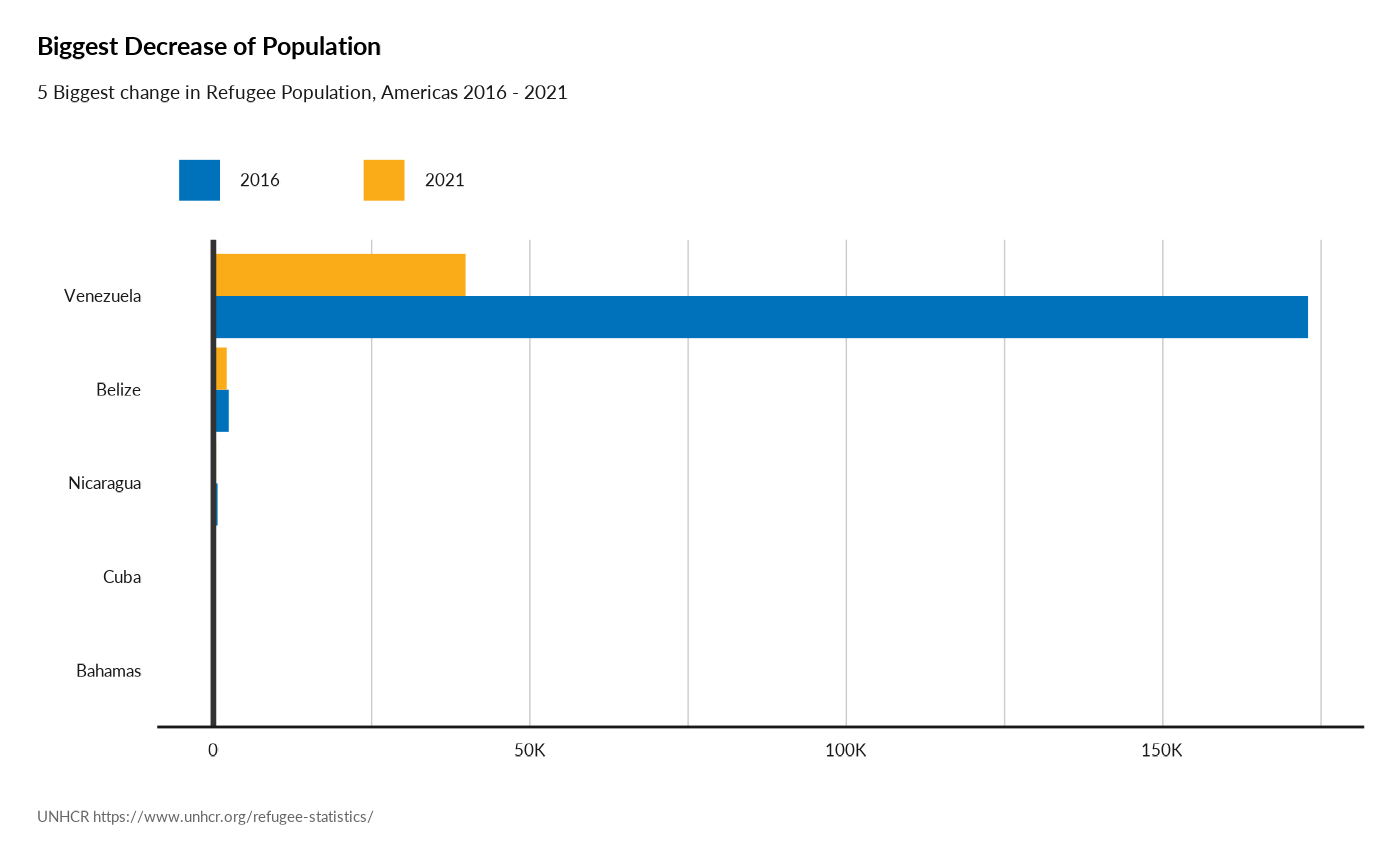 Biggest Decrease of Population
5 Biggest change in Refugee Population, Americas 2016 - 2021
2016
2021
Venezuela
Belize
Nicaragua
Cuba
Bahamas
0
50K
100K
150K
UNHCR https://www.unhcr.org/refugee-statistics/